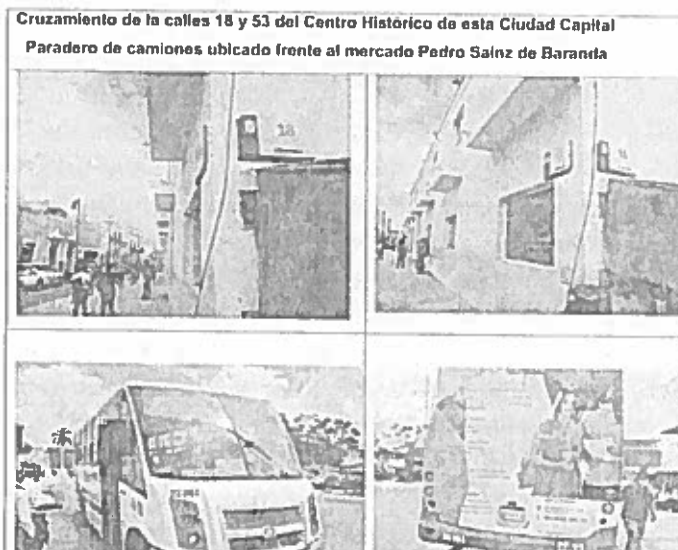 Cruzamiento de la calles 18 y 53 del Centro Histórico de esta Ciudad Capital
Paradero de camiones ubicado frente al mercado Pedro Sainz de Baranda
18